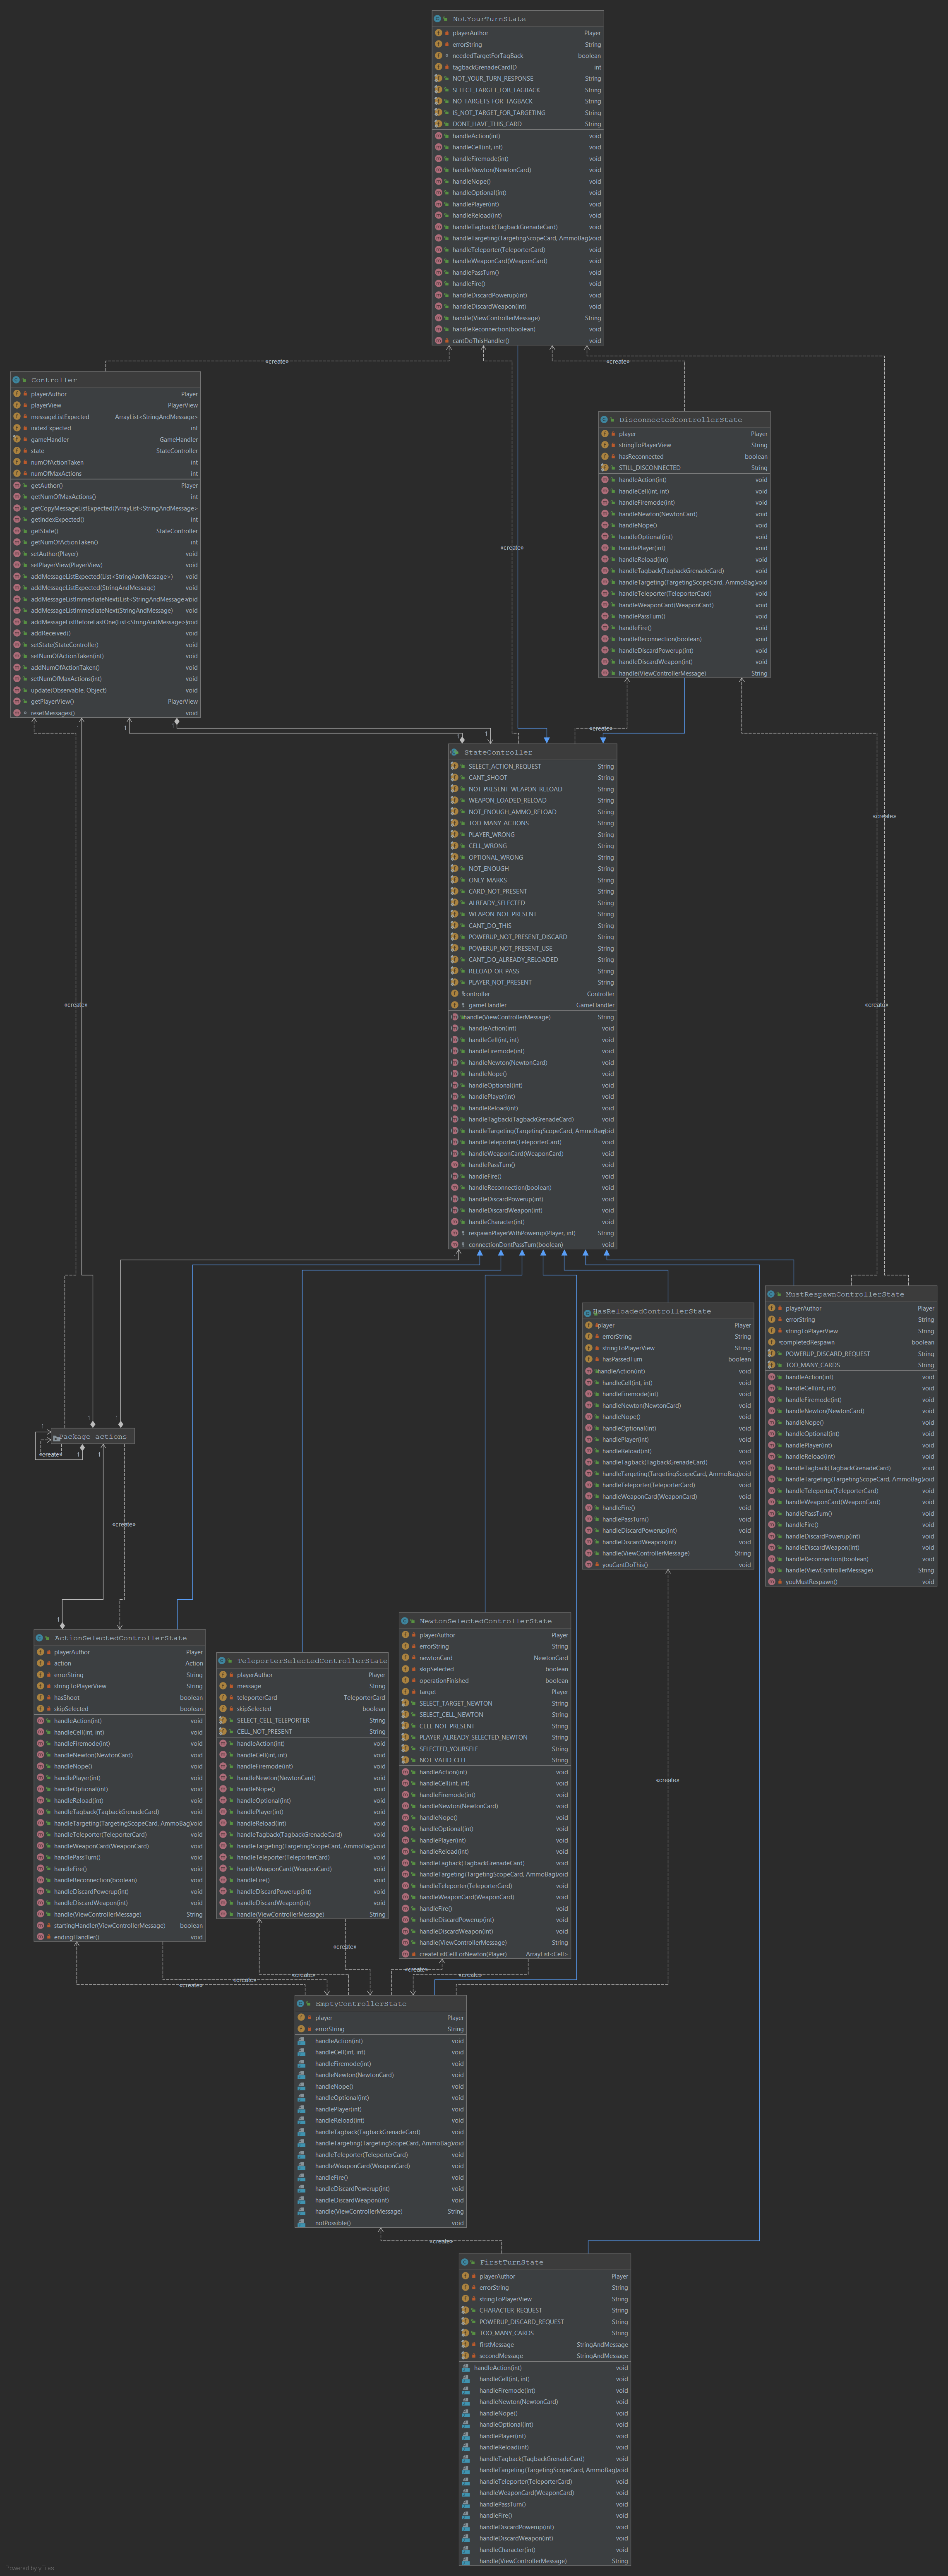 NotYourTurnState
playerAuthor Player
errorString String
neededTargetForTagBack boolean
tagbackGrenadeCardID int
NOT_YOUR_TURN_RESPONSE String
SELECT_TARGET_FOR_TAGBACK String
NO_TARGETS_FOR_TAGBACK String
IS_NOT_TARGET_FOR_TARGETING String
DONT_HAVE_THIS_CARD String
handleAction(int) void
handleCell(int, int) void
handleFiremode(int) void
handleNewton(NewtonCard) void
handleNope() void
handleOptional(int) void
handlePlayer(int) void
handleReload(int) void
handleTagback(TagbackGrenadeCard) void
handleTargeting(TargetingScopeCard, AmmoBag) void
handleTeleporter(TeleporterCard) void
handleWeaponCard(WeaponCard) void
handlePassTurn() void
handleFire() void
handleDiscardPowerup(int) void
handleDiscardWeapon(int) void
handle(ViewControllerMessage) String
handleReconnection(boolean) void
cantDoThisHandler() void
«create»
«create»
Controller
playerAuthor Player
playerView PlayerView
messageListExpected ArrayList<StringAndMessage>
indexExpected int
gameHandler GameHandler
state StateController
numOfActionTaken int
numOfMaxActions int
getAuthor() Player
getNumOfMaxActions() int
getCopyMessageListExpected() ArrayList<StringAndMessage>
getIndexExpected() int
getState() StateController
getNumOfActionTaken() int
setAuthor(Player) void
setPlayerView(PlayerView) void
addMessageListExpected(List<StringAndMessage>) void
addMessageListExpected(StringAndMessage) void
addMessageListImmediateNext(List<StringAndMessage>) void
addMessageListImmediateNext(StringAndMessage) void
addMessageListBeforeLastOne(List<StringAndMessage>) void
addReceived() void
setState(StateController) void
setNumOfActionTaken(int) void
addNumOfActionTaken() void
setNumOfMaxActions(int) void
update(Observable, Object) void
getPlayerView() PlayerView
resetMessages() void
DisconnectedControllerState
player Player
stringToPlayerView String
hasReconnected boolean
STILL_DISCONNECTED String
handleAction(int) void
handleCell(int, int) void
handleFiremode(int) void
handleNewton(NewtonCard) void
handleNope() void
handleOptional(int) void
handlePlayer(int) void
handleReload(int) void
handleTagback(TagbackGrenadeCard) void
handleTargeting(TargetingScopeCard, AmmoBag) void
handleTeleporter(TeleporterCard) void
handleWeaponCard(WeaponCard) void
handlePassTurn() void
handleFire() void
handleReconnection(boolean) void
handleDiscardPowerup(int) void
handleDiscardWeapon(int) void
handle(ViewControllerMessage) String
«create»
1
1
1
1
«create»
StateController
SELECT_ACTION_REQUEST String
CANT_SHOOT String
NOT_PRESENT_WEAPON_RELOAD String
WEAPON_LOADED_RELOAD String
NOT_ENOUGH_AMMO_RELOAD String
TOO_MANY_ACTIONS String
PLAYER_WRONG String
CELL_WRONG String
OPTIONAL_WRONG String
NOT_ENOUGH String
ONLY_MARKS String
CARD_NOT_PRESENT String
ALREADY_SELECTED String
WEAPON_NOT_PRESENT String
CANT_DO_THIS String
POWERUP_NOT_PRESENT_DISCARD String
POWERUP_NOT_PRESENT_USE String
CANT_DO_ALREADY_RELOADED String
RELOAD_OR_PASS String
PLAYER_NOT_PRESENT String
controller Controller
gameHandler GameHandler
handle(ViewControllerMessage) String
handleAction(int) void
handleCell(int, int) void
handleFiremode(int) void
handleNewton(NewtonCard) void
handleNope() void
handleOptional(int) void
handlePlayer(int) void
handleReload(int) void
handleTagback(TagbackGrenadeCard) void
handleTargeting(TargetingScopeCard, AmmoBag) void
handleTeleporter(TeleporterCard) void
handleWeaponCard(WeaponCard) void
handlePassTurn() void
handleFire() void
handleReconnection(boolean) void
handleDiscardPowerup(int) void
handleDiscardWeapon(int) void
handleCharacter(int) void
respawnPlayerWithPowerup(Player, int) String
connectionDontPassTurn(boolean) void
«create»
«create»
«create»
1
HasReloadedControllerState
player Player
errorString String
stringToPlayerView String
hasPassedTurn boolean
handleAction(int) void
handleCell(int, int) void
handleFiremode(int) void
handleNewton(NewtonCard) void
handleNope() void
handleOptional(int) void
handlePlayer(int) void
handleReload(int) void
handleTagback(TagbackGrenadeCard) void
handleTargeting(TargetingScopeCard, AmmoBag) void
handleTeleporter(TeleporterCard) void
handleWeaponCard(WeaponCard) void
handleFire() void
handlePassTurn() void
handleDiscardPowerup(int) void
handleDiscardWeapon(int) void
handle(ViewControllerMessage) String
youCantDoThis() void
MustRespawnControllerState
playerAuthor Player
errorString String
stringToPlayerView String
completedRespawn boolean
POWERUP_DISCARD_REQUEST String
TOO_MANY_CARDS String
handleAction(int) void
handleCell(int, int) void
handleFiremode(int) void
handleNewton(NewtonCard) void
handleNope() void
handleOptional(int) void
handlePlayer(int) void
handleReload(int) void
handleTagback(TagbackGrenadeCard) void
handleTargeting(TargetingScopeCard, AmmoBag) void
handleTeleporter(TeleporterCard) void
handleWeaponCard(WeaponCard) void
handlePassTurn() void
handleFire() void
handleDiscardPowerup(int) void
handleDiscardWeapon(int) void
handleReconnection(boolean) void
handle(ViewControllerMessage) String
youMustRespawn() void
1
1
1
Package actions
«create»
1
1
«create»
1
ActionSelectedControllerState
playerAuthor Player
action Action
errorString String
stringToPlayerView String
hasShoot boolean
skipSelected boolean
handleAction(int) void
handleCell(int, int) void
handleFiremode(int) void
handleNewton(NewtonCard) void
handleNope() void
handlePlayer(int) void
handleOptional(int) void
handleReload(int) void
handleTagback(TagbackGrenadeCard) void
handleTargeting(TargetingScopeCard, AmmoBag) void
handleTeleporter(TeleporterCard) void
handleWeaponCard(WeaponCard) void
handlePassTurn() void
handleFire() void
handleReconnection(boolean) void
handleDiscardPowerup(int) void
handleDiscardWeapon(int) void
handle(ViewControllerMessage) String
startingHandler(ViewControllerMessage) boolean
endingHandler() void
TeleporterSelectedControllerState
playerAuthor Player
message String
teleporterCard TeleporterCard
skipSelected boolean
SELECT_CELL_TELEPORTER String
CELL_NOT_PRESENT String
handleAction(int) void
handleCell(int, int) void
handleFiremode(int) void
handleNewton(NewtonCard) void
handleNope() void
handleOptional(int) void
handlePlayer(int) void
handleReload(int) void
handleTagback(TagbackGrenadeCard) void
handleTargeting(TargetingScopeCard, AmmoBag) void
handleTeleporter(TeleporterCard) void
handleWeaponCard(WeaponCard) void
handleFire() void
handleDiscardPowerup(int) void
handleDiscardWeapon(int) void
handle(ViewControllerMessage) String
NewtonSelectedControllerState
playerAuthor Player
errorString String
newtonCard NewtonCard
skipSelected boolean
operationFinished boolean
target Player
SELECT_TARGET_NEWTON String
SELECT_CELL_NEWTON String
CELL_NOT_PRESENT String
PLAYER_ALREADY_SELECTED_NEWTON String
SELECTED_YOURSELF String
NOT_VALID_CELL String
handleAction(int) void
handleCell(int, int) void
handleFiremode(int) void
handleNewton(NewtonCard) void
handleNope() void
handleOptional(int) void
handlePlayer(int) void
handleReload(int) void
handleTagback(TagbackGrenadeCard) void
handleTargeting(TargetingScopeCard, AmmoBag) void
handleTeleporter(TeleporterCard) void
handleWeaponCard(WeaponCard) void
handleFire() void
handleDiscardPowerup(int) void
handleDiscardWeapon(int) void
handle(ViewControllerMessage) String
createListCellForNewton(Player) ArrayList<Cell>
«create»
«create»
«create»
«create»
«create»
«create»
EmptyControllerState
player Player
errorString String
handleAction(int) void
handleCell(int, int) void
handleFiremode(int) void
handleNewton(NewtonCard) void
handleNope() void
handleOptional(int) void
handlePlayer(int) void
handleReload(int) void
handleTagback(TagbackGrenadeCard) void
handleTargeting(TargetingScopeCard, AmmoBag) void
handleTeleporter(TeleporterCard) void
handleWeaponCard(WeaponCard) void
handleFire() void
handleDiscardPowerup(int) void
handleDiscardWeapon(int) void
handle(ViewControllerMessage) String
notPossible() void
«create»
FirstTurnState
playerAuthor Player
errorString String
stringToPlayerView String
CHARACTER_REQUEST String
POWERUP_DISCARD_REQUEST String
TOO_MANY_CARDS String
firstMessage StringAndMessage
secondMessage StringAndMessage
handleAction(int) void
handleCell(int, int) void
handleFiremode(int) void
handleNewton(NewtonCard) void
handleNope() void
handleOptional(int) void
handlePlayer(int) void
handleReload(int) void
handleTagback(TagbackGrenadeCard) void
handleTargeting(TargetingScopeCard, AmmoBag) void
handleTeleporter(TeleporterCard) void
handleWeaponCard(WeaponCard) void
handlePassTurn() void
handleFire() void
handleDiscardPowerup(int) void
handleDiscardWeapon(int) void
handleCharacter(int) void
handle(ViewControllerMessage) String
Powered by yFiles